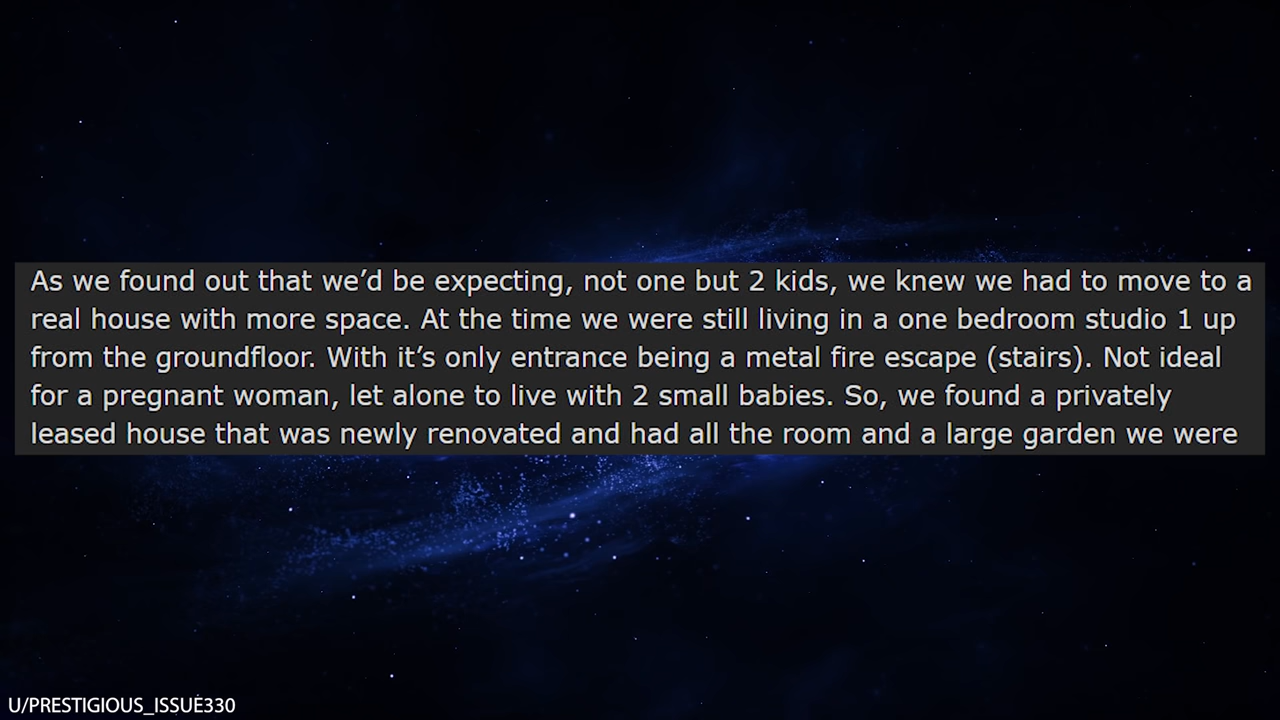 As we found out that we’d be expecting, not one but 2 kids, we knew we had to move to a
real house with more space. At the time we were still living in a one bedroom studio 1 up
from the groundfloor. With it’s only entrance being a metal fire escape (stairs). Not ideal
for a pregnant woman, let alone to live with 2 small babies. So, we found a privately
leased house that was newly renovated and had all the room and a large garden we were
U/PRESTIGIOUS_ISSUE330